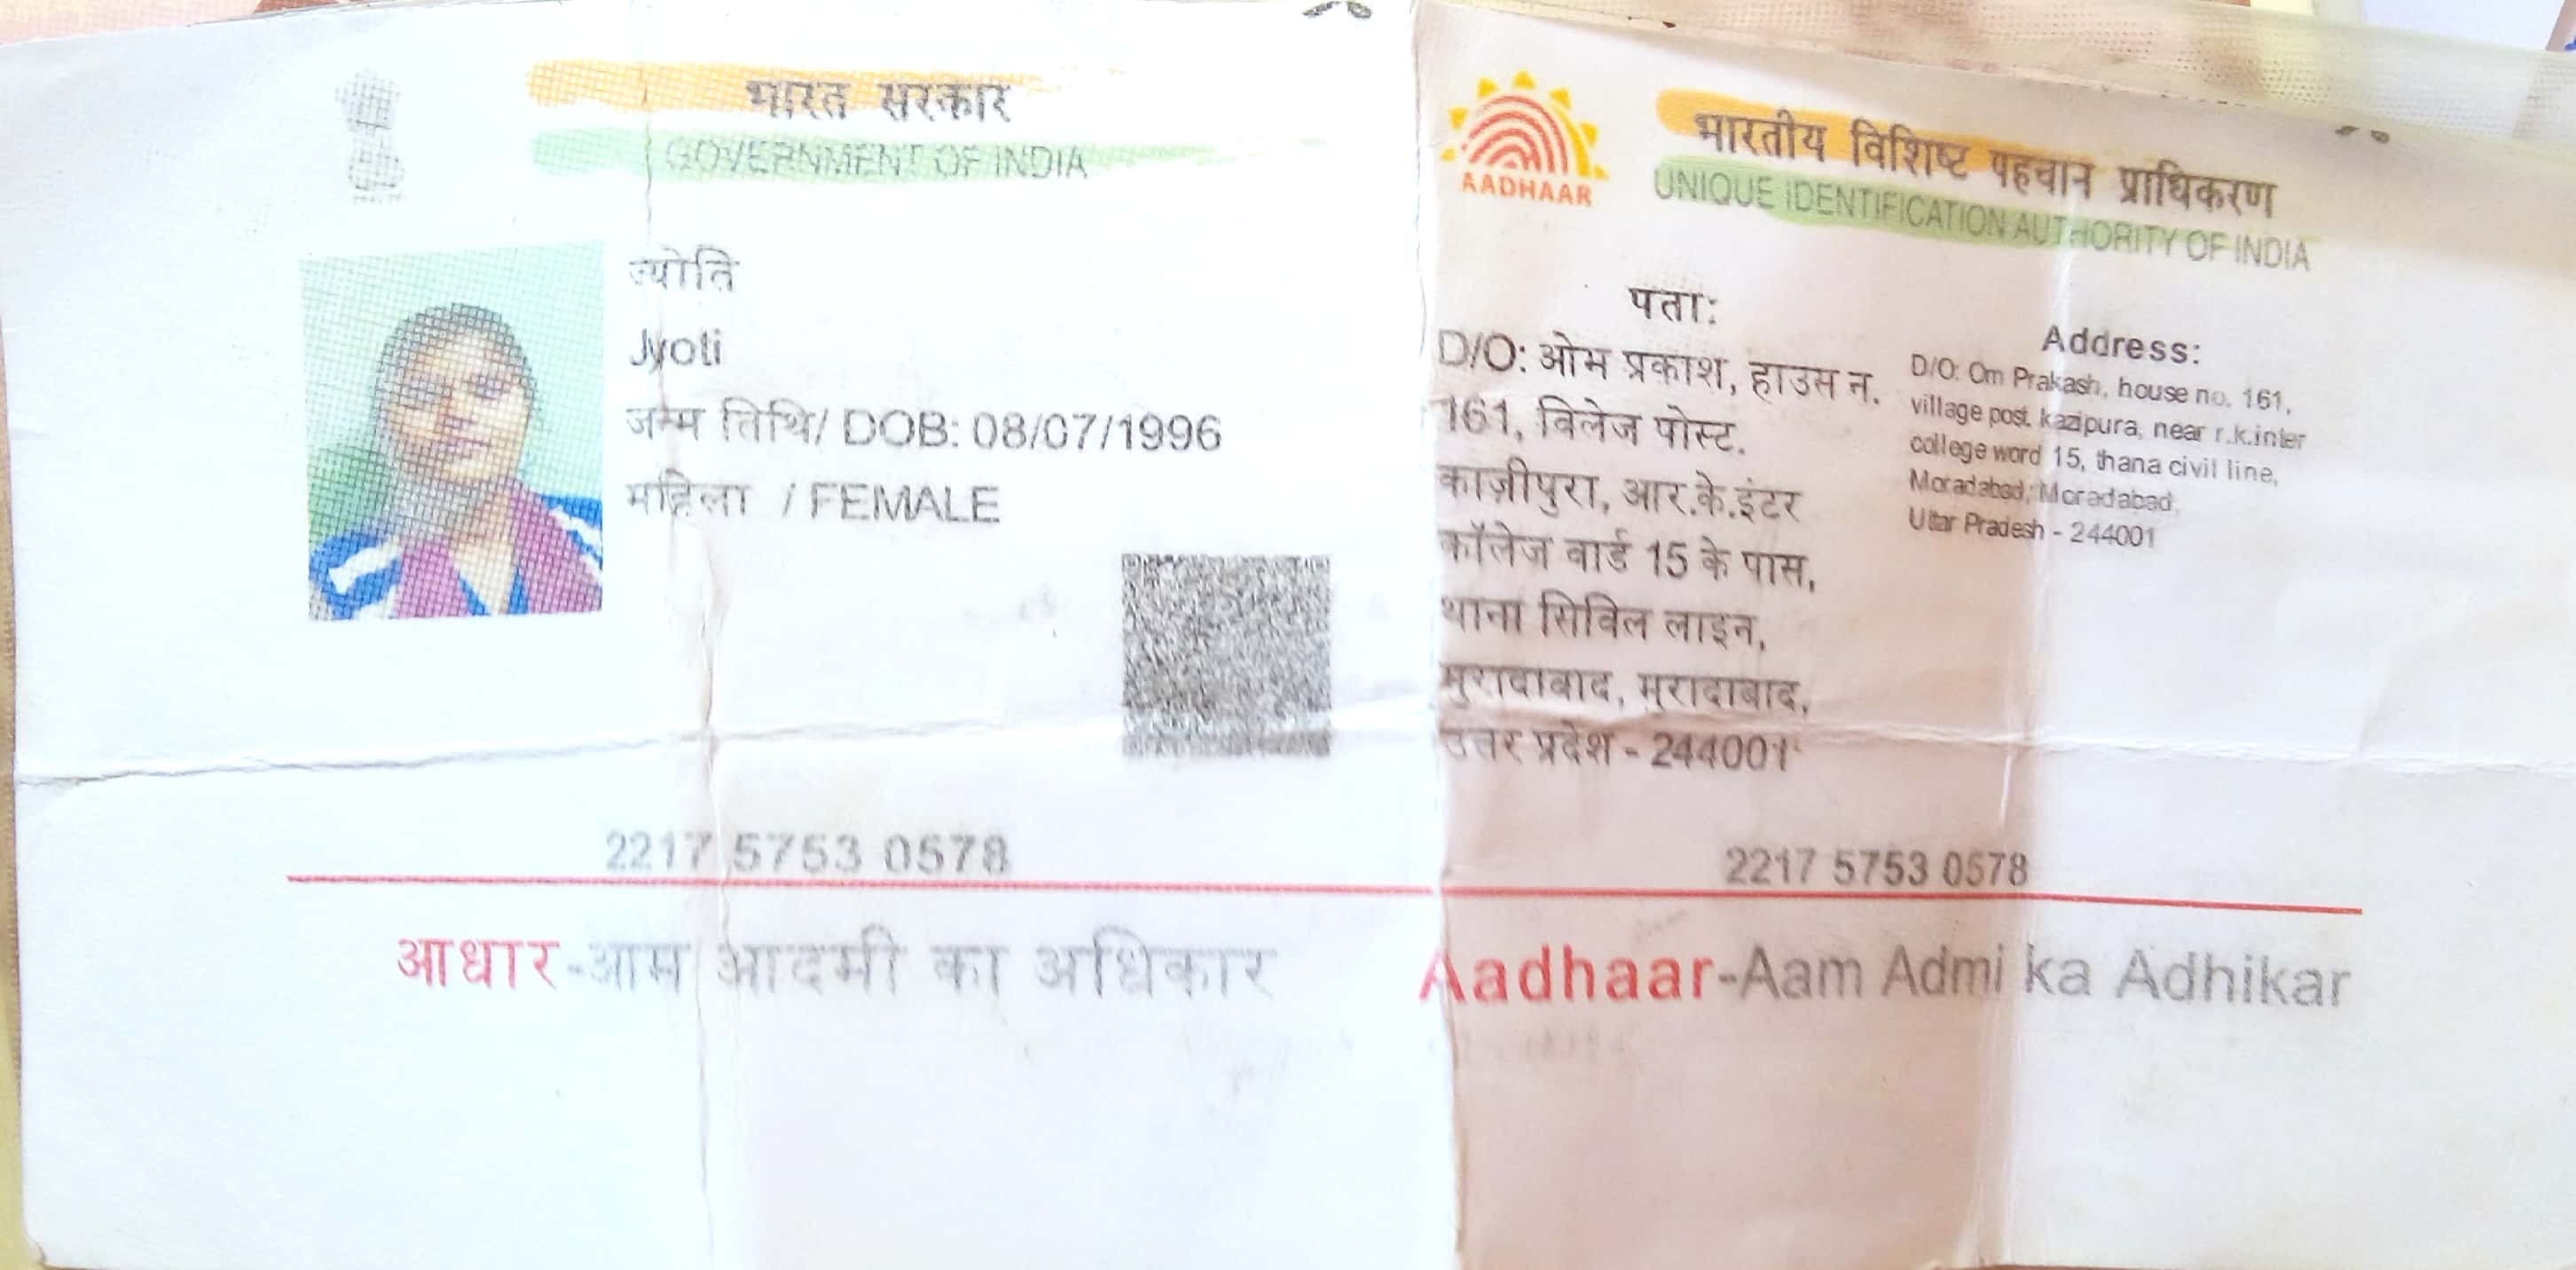 भारत सरकार
GOVERNMENT OF INDIA
ज्योति
Jyoti
जन्म तिथि/ DOB: 08/07/1996
महिला / FEMALE
2217 5753 0578
आधार-आम आदमी का अधिकार
AADHAAR
भारतीय विशिष्ट पहचान प्राधिकरण
UNIQUE IDENTIFICATION AUTHORITY OF INDIA
पता:
D/O: ओम प्रकाश, हाउस न.
161, विलेज पोस्ट.
काज़ीपुरा, आर.के.इंटर
कॉलेज वार्ड 15 के पास,
थाना सिविल लाइन,
मुरादाबाद, मुरादाबाद,
उत्तर प्रदेश - 244001
Address:
D/O: Om Prakash, house no. 161,
village post. kazipura, near r.k.inter
college word 15, thana civil line,
Moradabad, Moradabad,
Uttar Pradesh - 244001
2217 5753 0578
Aadhaar-Aam Admi ka Adhikar